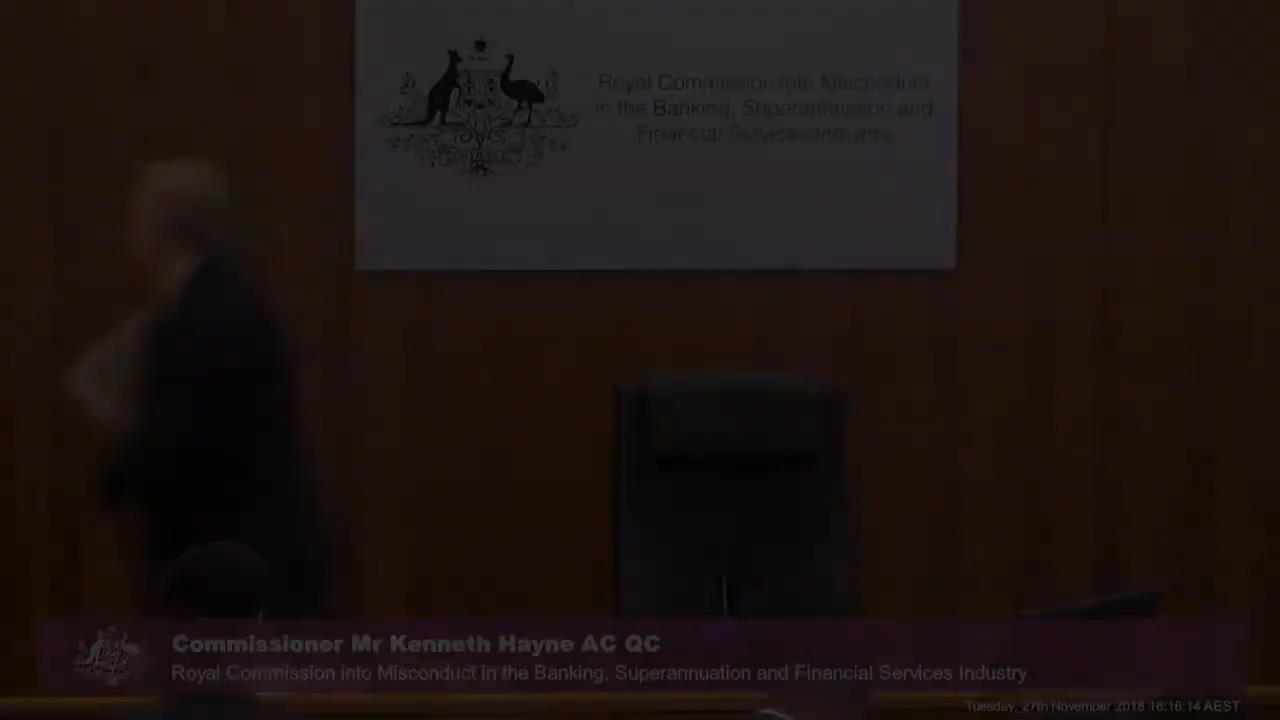 Royal Commission into Misconduct
in the Banking, Superannuation and
Financial Services Industry
Commissioner Mr Kenneth Hayne AC QC
Royal Commission into Misconduct in the Banking, Superannuation and Financial Services Industry
Tuesday, 27th November 2018 16:16:14 AEST